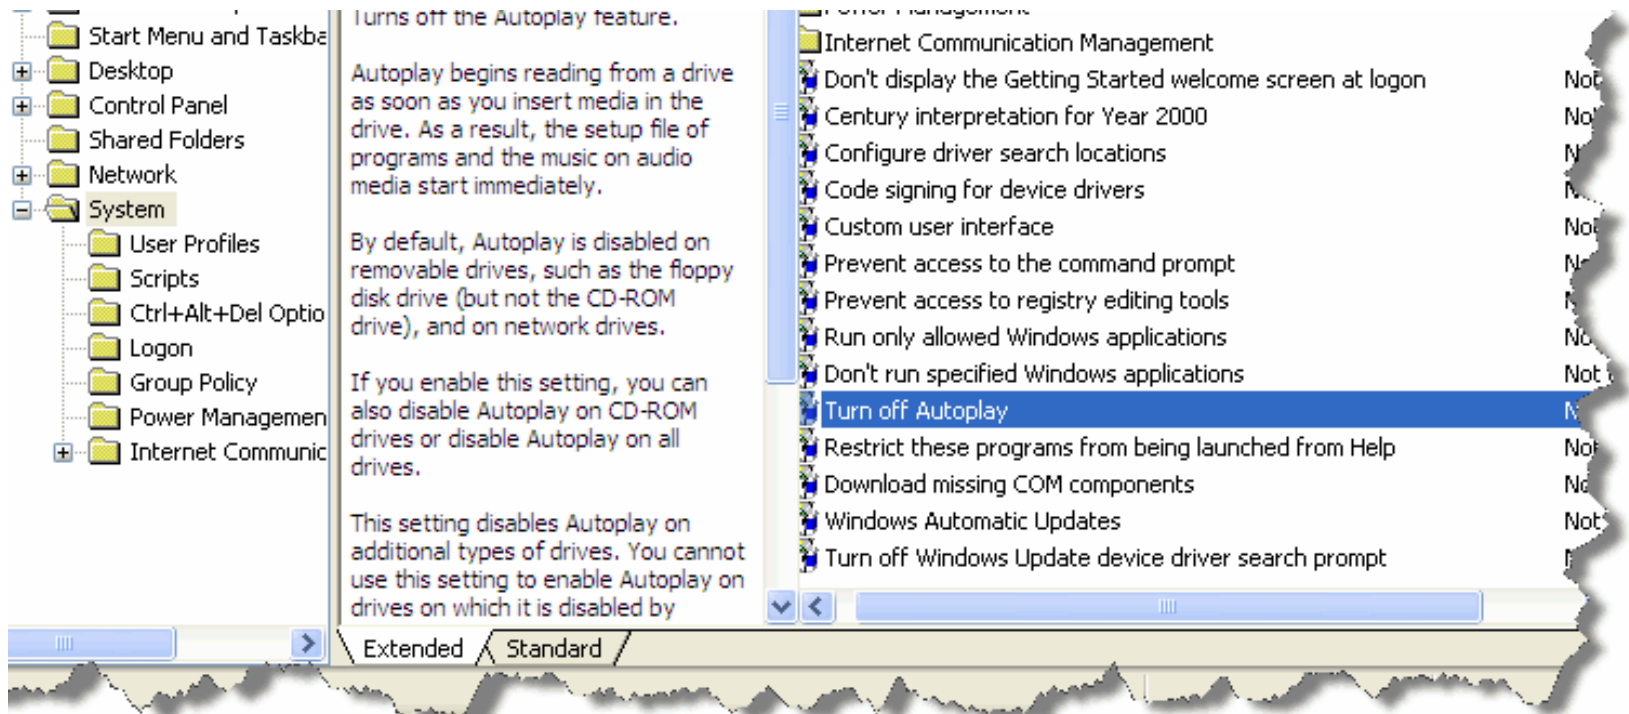 Start Menu and Taskba
Desktop
Control Panel
Shared Folders
Network
System
User Profiles
Scripts
Ctrl+Alt+Del Optio
Logon
Group Policy
Power Managemen
Internet Communic
Turns off the Autoplay feature.
Autoplay begins reading from a drive
as soon as you insert media in the
drive. As a result, the setup file of
programs and the music on audio
media start immediately.
By default, Autoplay is disabled on
removable drives, such as the floppy
disk drive (but not the CD-ROM
drive), and on network drives.
If you enable this setting, you can
also disable Autoplay on CD-ROM
drives or disable Autoplay on all
drives.
This setting disables Autoplay on
additional types of drives. You cannot
use this setting to enable Autoplay on
drives on which it is disabled by
Extended
Standard
Power Management
Internet Communication Management
Don't display the Getting Started welcome screen at logon Not
Century interpretation for Year 2000 No
Configure driver search locations N
Code signing for device drivers
Custom user interface Not
Prevent access to the command prompt
Prevent access to registry editing tools
Run only allowed Windows applications No
Don't run specified Windows applications Not
Turn off Autoplay N
Restrict these programs from being launched from Help Not
Download missing COM components No
Windows Automatic Updates Not
Turn off Windows Update device driver search prompt